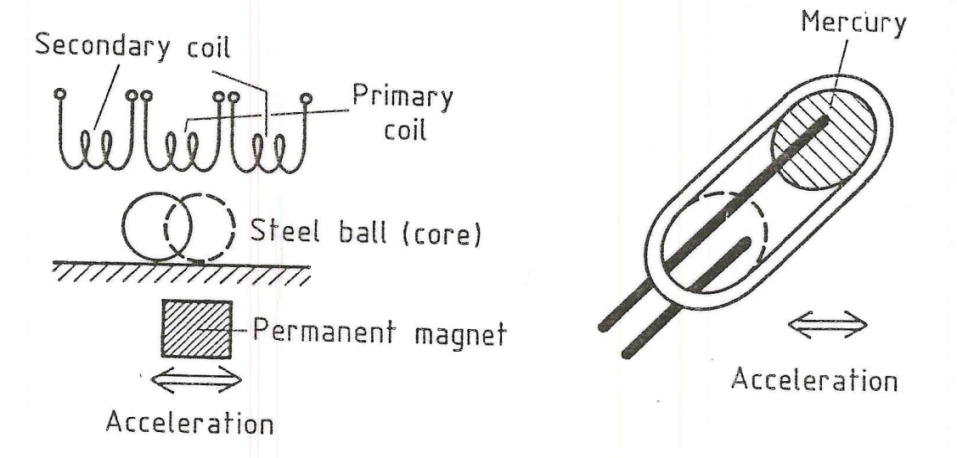 Secondary coil
Primary
coil
Steel ball (core)
Permanent magnet
Acceleration
Mercury
Acceleration